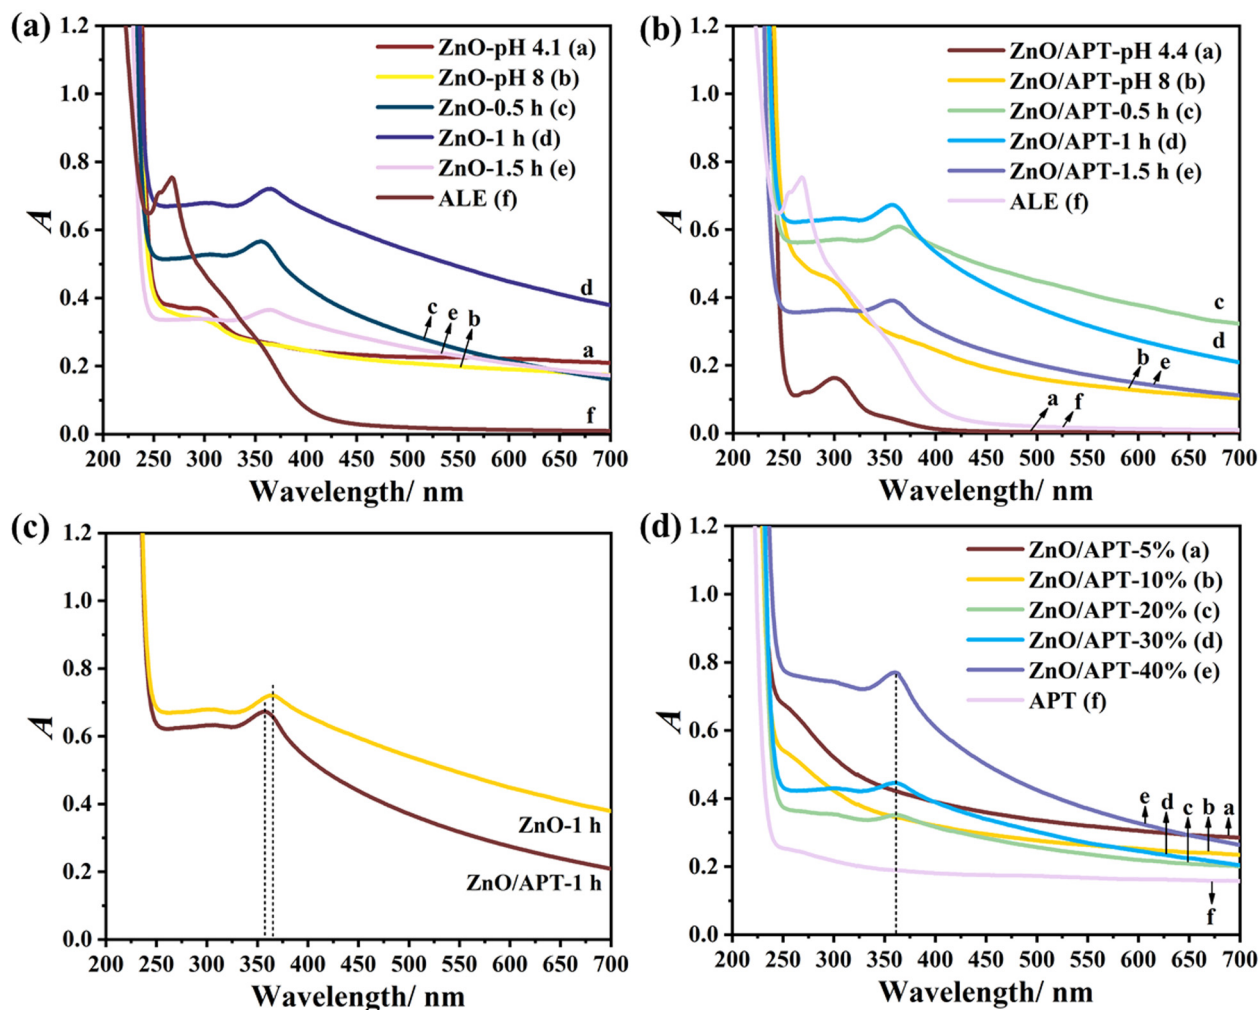 (a)
1.2
1.0
0.8
0.6
0.4
0.2
0.0
A
ZnO-pH 4.1 (a)
ZnO-pH 8 (b)
ZnO-0.5 h (c)
ZnO-1 h (d)
ZnO-1.5 h (e)
ALE (f)
d
c e b
a
f
200 250 300 350 400 450 500 550 600 650 700
Wavelength/ nm
(b)
1.2
1.0
0.8
0.6
0.4
0.2
0.0
A
ZnO/APT-pH 4.4 (a)
ZnO/APT-pH 8 (b)
ZnO/APT-0.5 h (c)
ZnO/APT-1 h (d)
ZnO/APT-1.5 h (e)
ALE (f)
c
d
b e
a f
200 250 300 350 400 450 500 550 600 650 700
Wavelength/ nm
(c)
1.2
1.0
0.8
0.6
0.4
0.2
0.0
A
ZnO-1 h
ZnO/APT-1 h
200 250 300 350 400 450 500 550 600 650 700
Wavelength/ nm
(d)
1.2
1.0
0.8
0.6
0.4
0.2
0.0
A
ZnO/APT-5% (a)
ZnO/APT-10% (b)
ZnO/APT-20% (c)
ZnO/APT-30% (d)
ZnO/APT-40% (e)
APT (f)
e d c b a
f
200 250 300 350 400 450 500 550 600 650 700
Wavelength/ nm